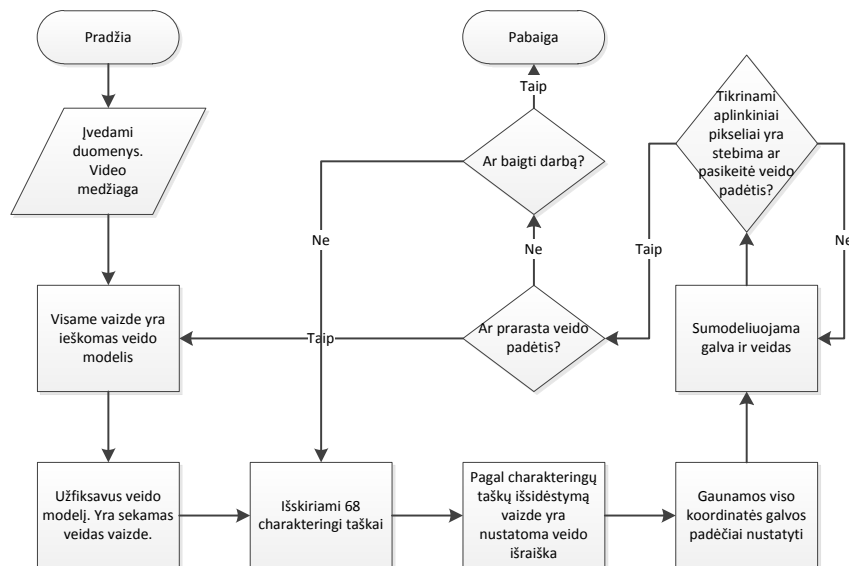 Pradžia
Įvedami
duomenys.
Video
medžiaga
Visame vaizde yra
ieškomas veido
modelis
Užfiksavus veido
modelį. Yra sekamas
veidas vaizde.
Išskiriami 68
charakteringi taškai
Pagal charakteringų
taškų išsidėstymą
vaizde yra
nustatoma veido
išraiška
Gaunamos viso
koordinatės galvos
padėčiai nustatyti
Sumodeliuojama
galva ir veidas
Tikrinami
aplinkiniai
pikseliai yra
stebima ar
pasikeitė veido
padėtis?
Ne
Taip
Ar prarasta veido
padėtis?
Taip
Ne
Ar baigti darbą?
Ne
Taip
Pabaiga